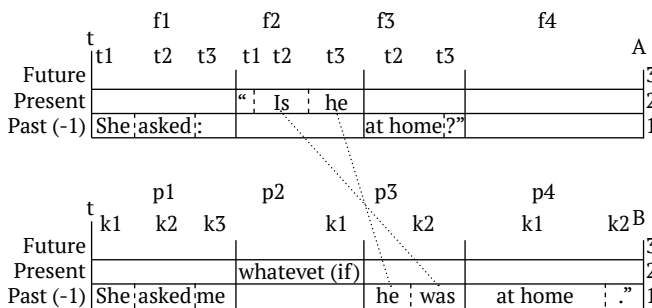 f1 f2 f3 f4
t
t1 t2 t3 t1 t2 t3 t2 t3 A
Future 3
Present “ Is he 2
Past (-1) She asked : at home ?” 1
p1 p2 p3 p4
t
k1 k2 k3 k1 k2 k1 k2 B
Future 3
Present whatevet (if) 2
Past (-1) She asked me he was at home .” 1